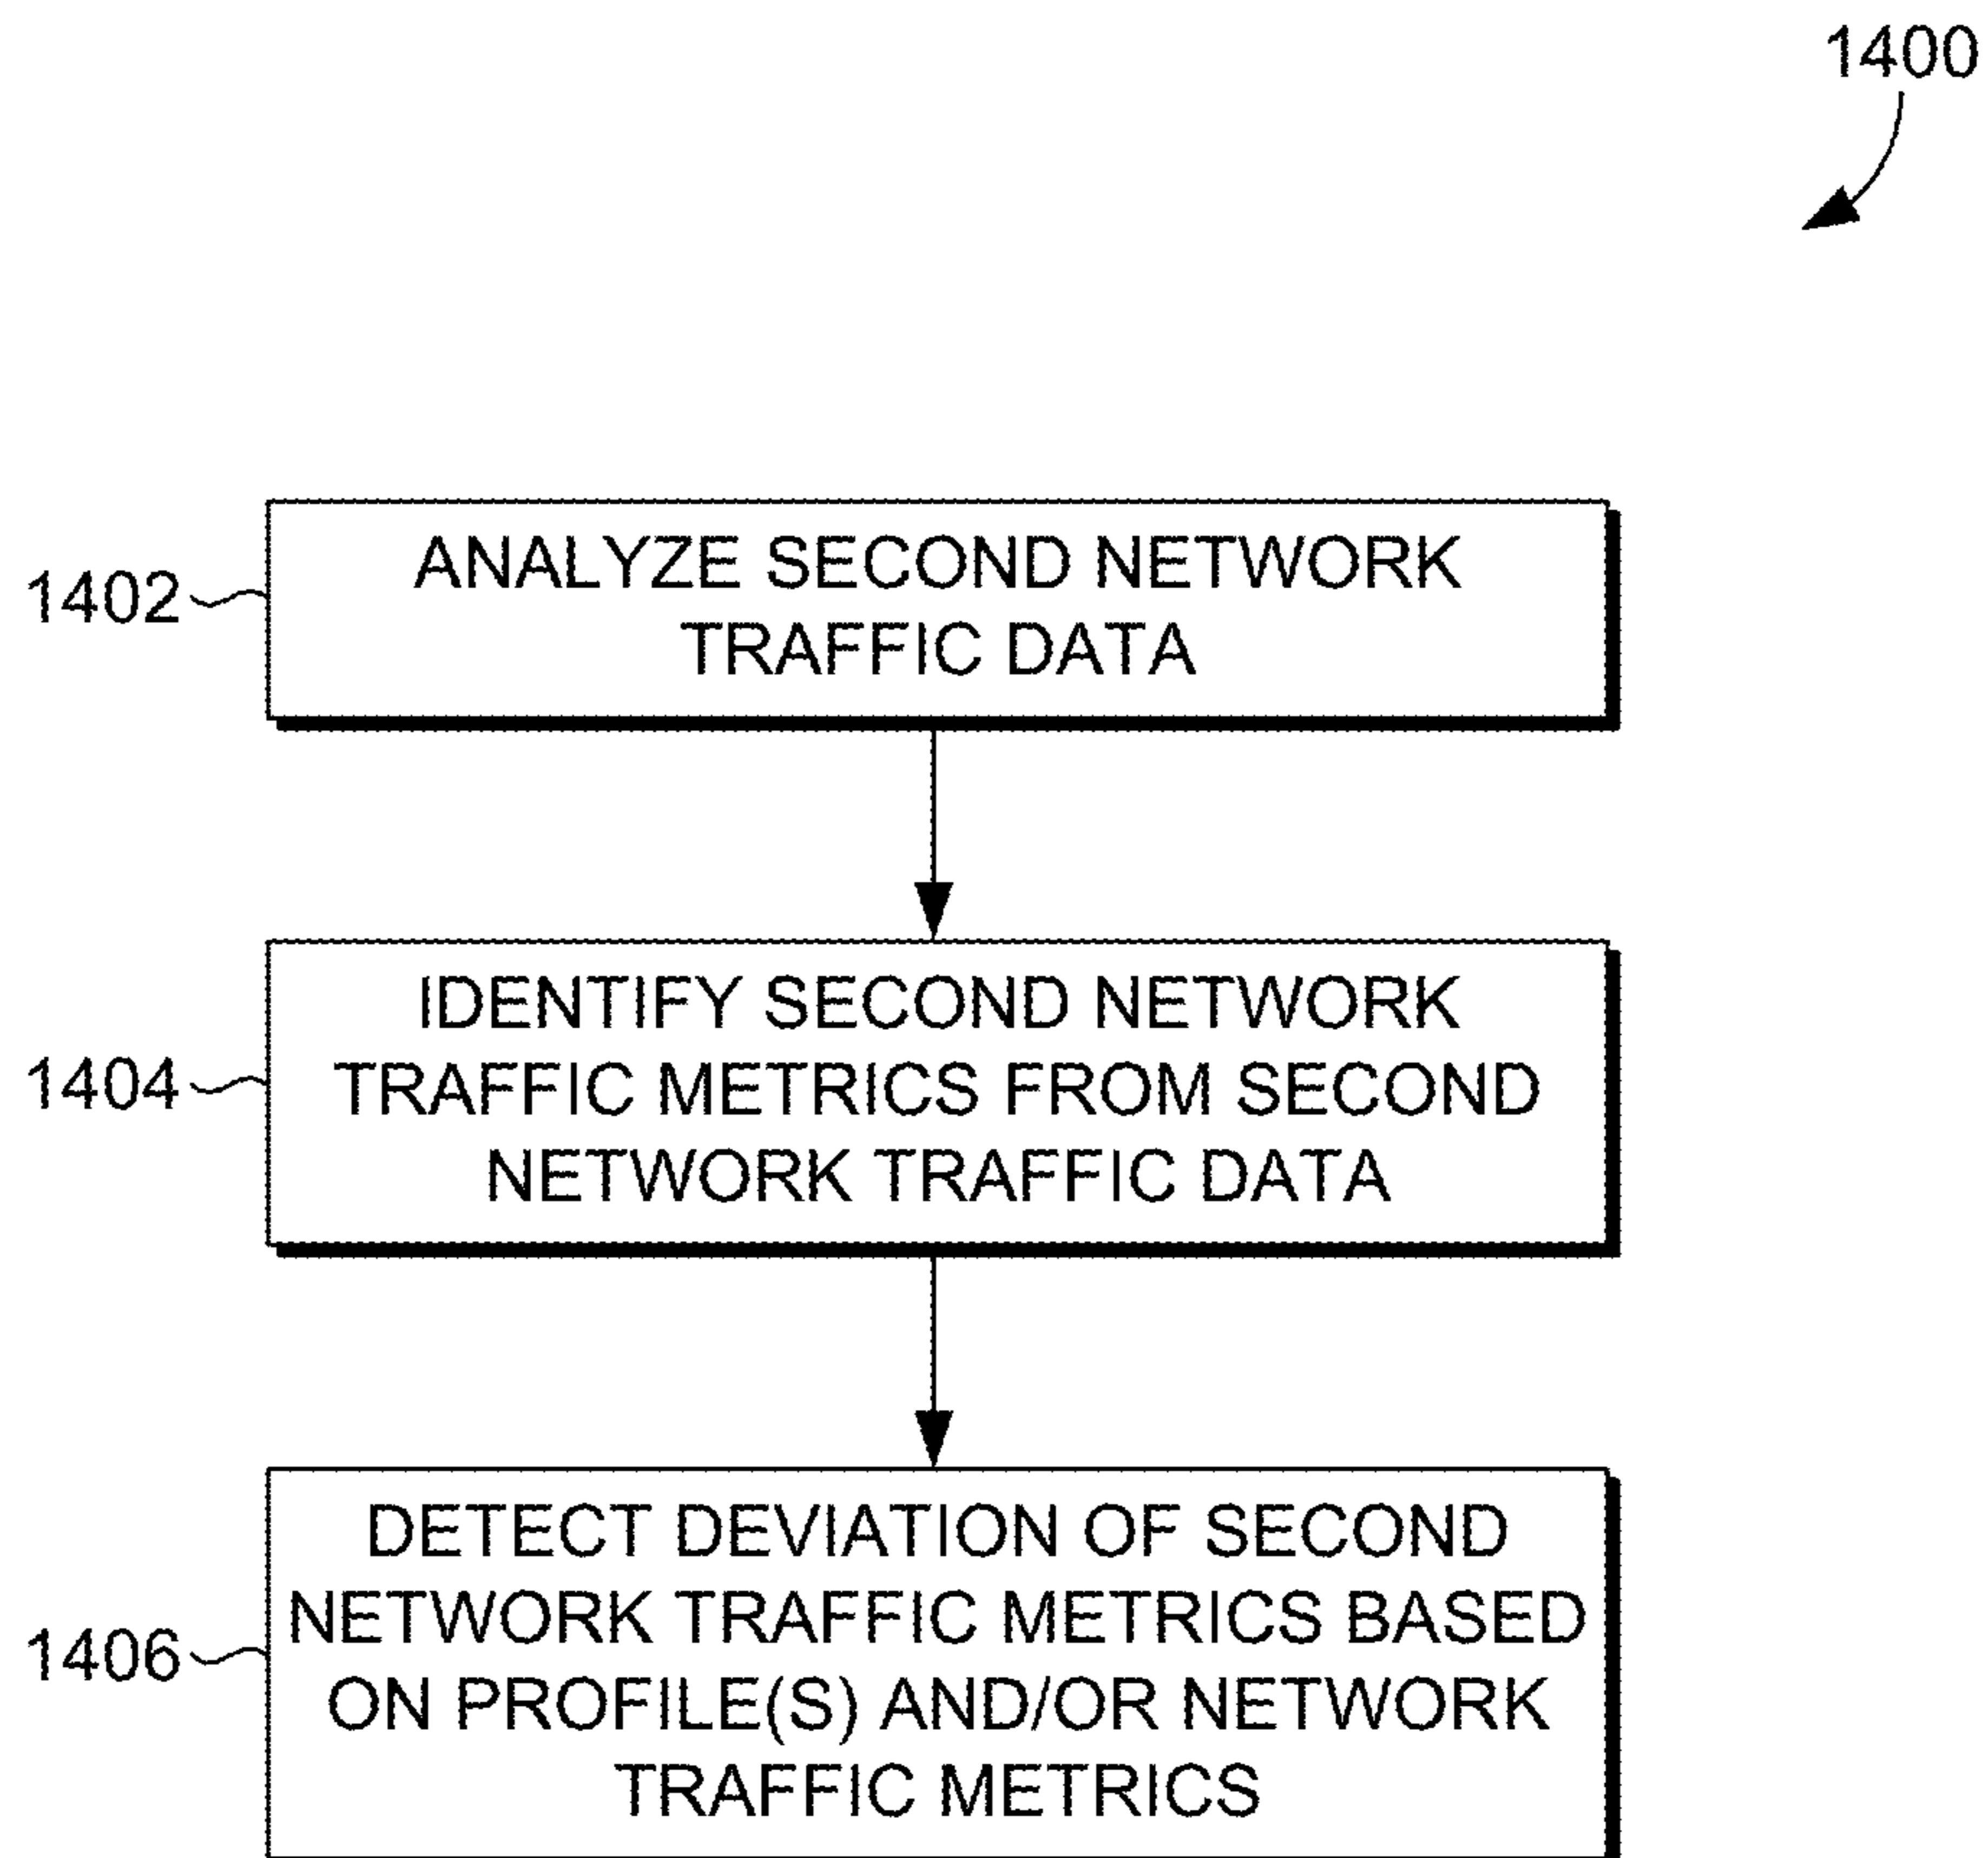 1400
1402
ANALYZE SECOND NETWORK
TRAFFIC DATA
1404
IDENTIFY SECOND NETWORK
TRAFFIC METRICS FROM SECOND
NETWORK TRAFFIC DATA
1406
DETECT DEVIATION OF SECOND
NETWORK TRAFFIC METRICS BASED
ON PROFILE(S) AND/OR NETWORK
TRAFFIC METRICS